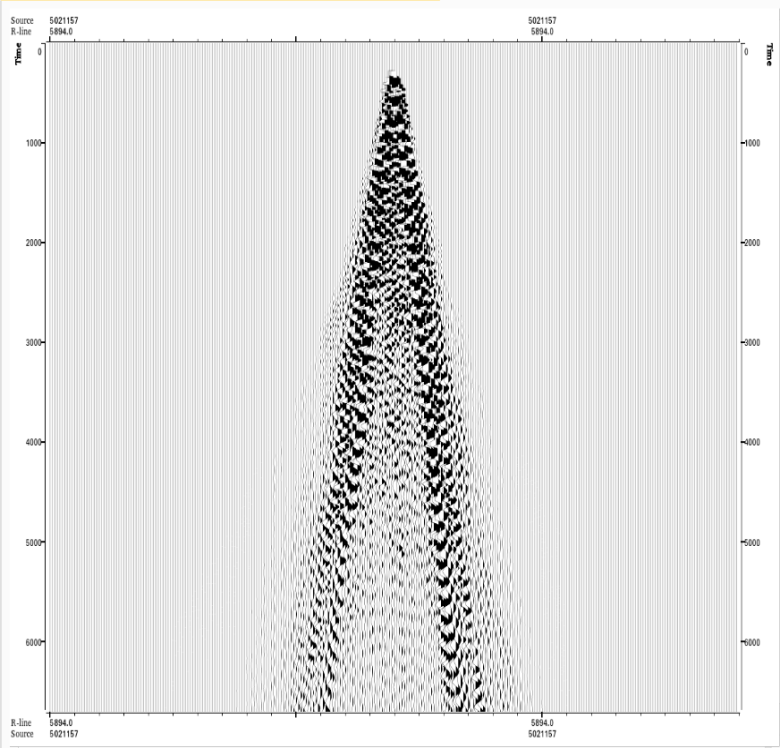 Source 5021157 5021157
R-line 5894.0 5894.0
Time 0 0 Time
1000 1000
2000 2000
3000 3000
4000 4000
5000 5000
6000 6000
R-line 5894.0 5894.0
Source 5021157 5021157